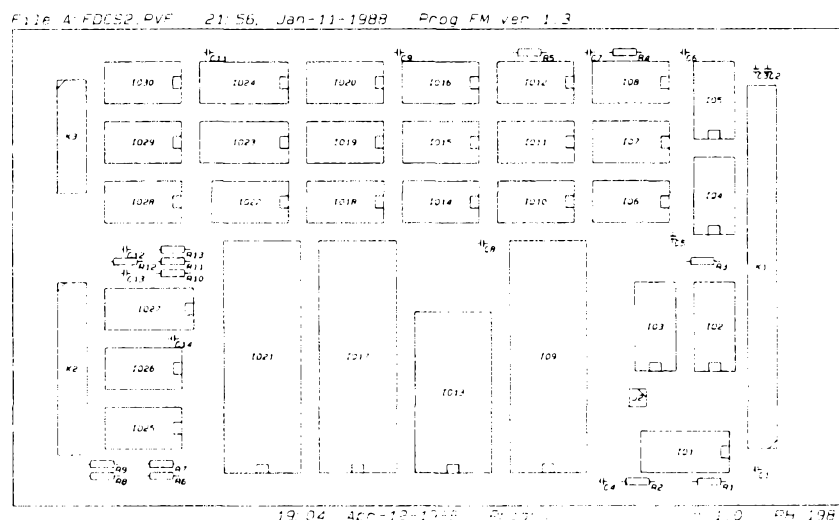 File A:FDCS2.PVF 21:56, Jan-11-1988 Prog FM ver 1.3
C11 C9 R5 C7 R4 C6 C3 C2
IO30 IO24 IO20 IO16 IO12 IO8 IO5
K3 IO29 IO23 IO19 IO15 IO11 IO7
IO28 IO22 IO18 IO14 IO10 IO6 IO4
C12 R13 C8 C5
R12 R11 R3 K1
C13 R10
IO27 IO3 IO2
C14
K2 IO26 IO21 IO17 IO13 IO9
IO25
IO1
R9 R7
R8 R6 C4 R2 R1 C1
19:04